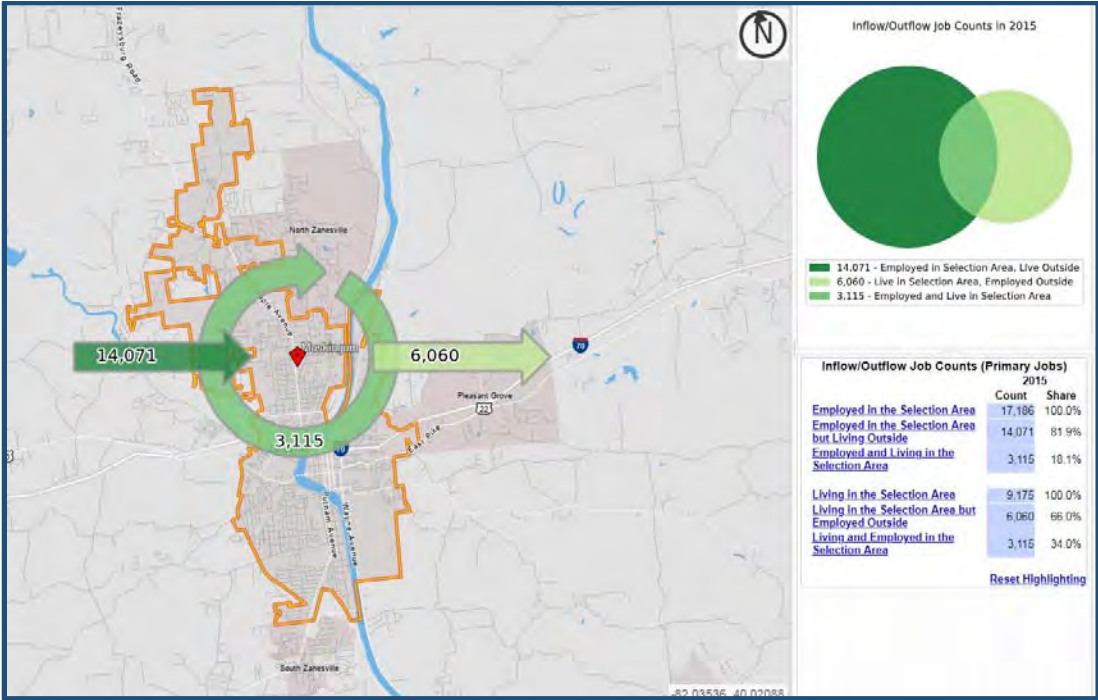 Frazeysburg Road
N
North Zanesville
Muskingum
14,071
6,060
70
Pleasant Grove
22
East Pike
3,115
70
Putnam Avenue
Wayne Avenue
South Zanesville
-82.03536, 40.02088
Inflow/Outflow Job Counts in 2015
14,071 - Employed in Selection Area, Live Outside
6,060 - Live in Selection Area, Employed Outside
3,115 - Employed and Live in Selection Area
Inflow/Outflow Job Counts (Primary Jobs)
2015
Count Share
Employed in the Selection Area 17,186 100.0%
Employed in the Selection Area
but Living Outside 14,071 81.9%
Employed and Living in the
Selection Area 3,115 18.1%
Living in the Selection Area 9,175 100.0%
Living in the Selection Area but
Employed Outside 6,060 66.0%
Living and Employed in the
Selection Area 3,115 34.0%
Reset Highlighting